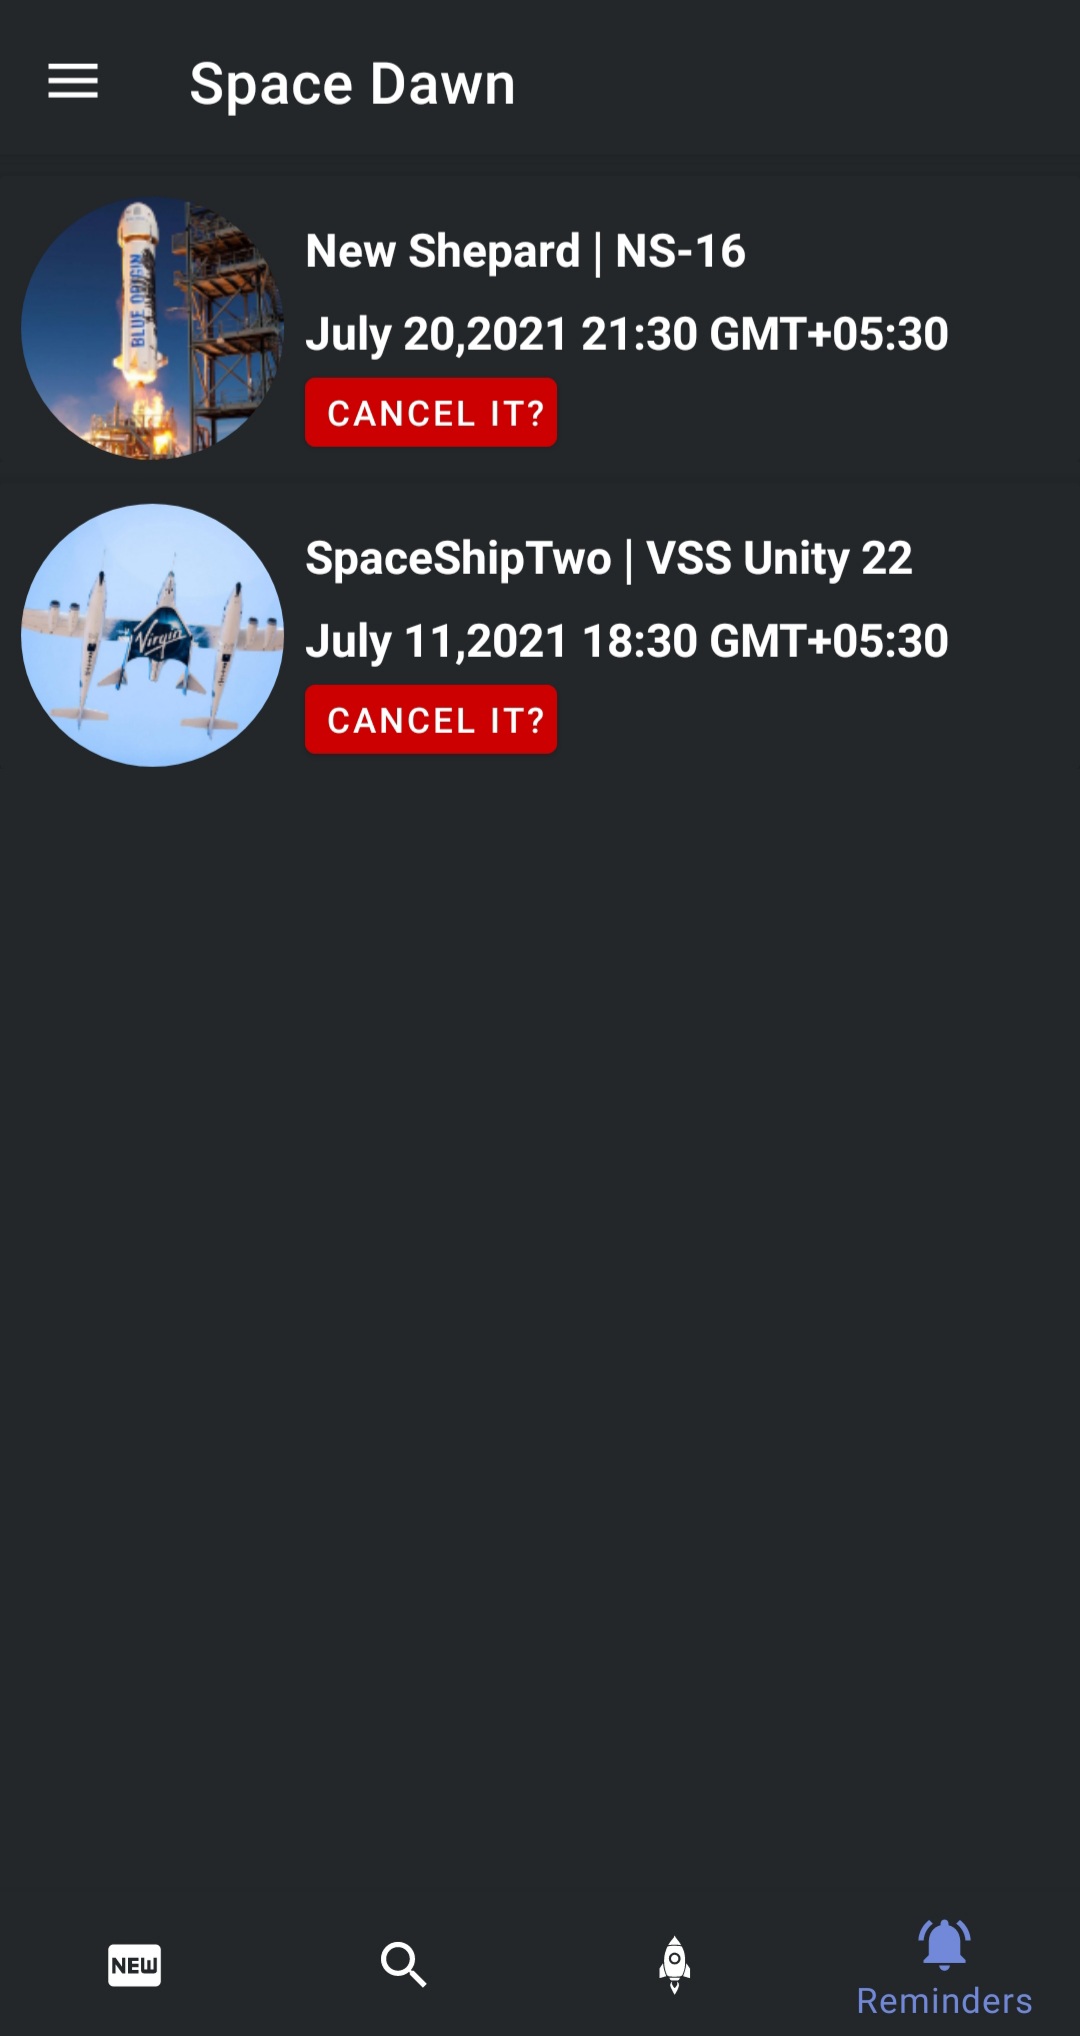 Space Dawn
BLUE ORIGIN
New Shepard | NS-16
July 20,2021 21:30 GMT+05:30
CANCEL IT?
Virgin
SpaceShipTwo | VSS Unity 22
July 11,2021 18:30 GMT+05:30
CANCEL IT?
NEW
Reminders